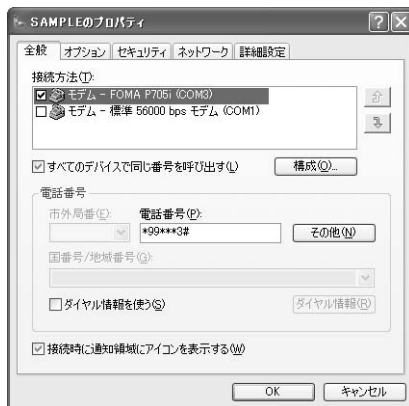 SAMPLEのプロパティ
全般 オプション セキュリティ ネットワーク 詳細設定
接続方法(T):
モデム - FOMA P705i (COM3)
モデム - 標準 56000 bps モデム (COM1)
すべてのデバイスで同じ番号を呼び出す(L) 構成(O)...
電話番号
市外局番(E): 電話番号(P):
*99***3# その他(N)
国番号/地域番号(G):
ダイヤル情報を使う(S) ダイヤル情報(R)
接続時に通知領域にアイコンを表示する(W)
OK キャンセル